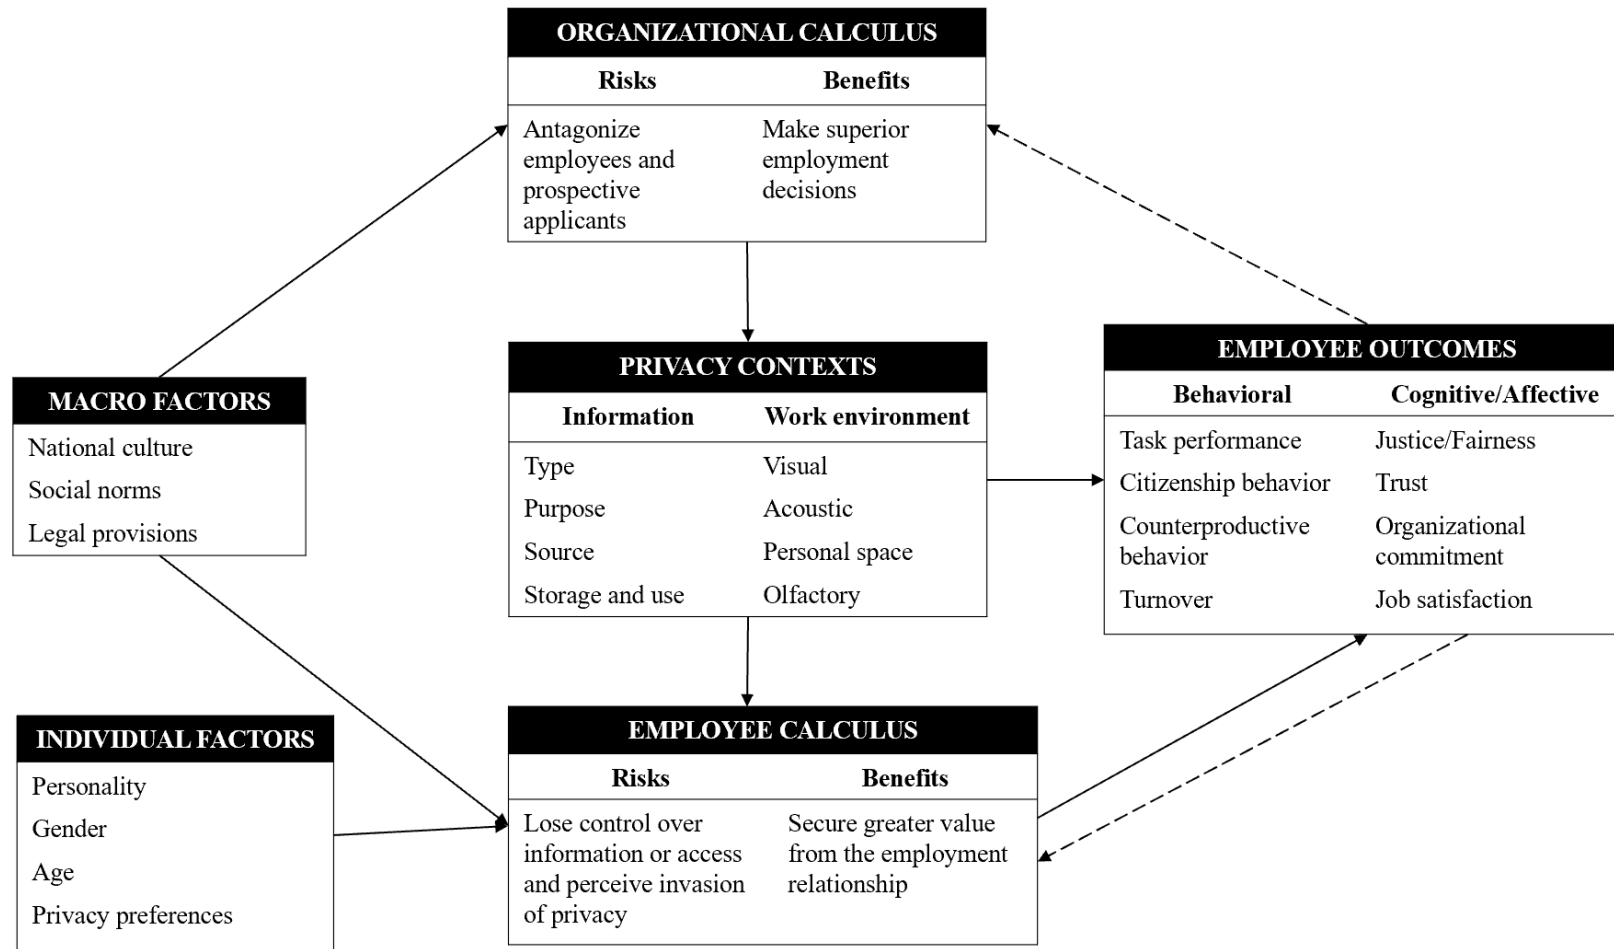 ORGANIZATIONAL CALCULUS
Risks Benefits
Antagonize
employees and
prospective
applicants
Make superior
employment
decisions
MACRO FACTORS
National culture
Social norms
Legal provisions
PRIVACY CONTEXTS
Information Work environment
Type Visual
Purpose Acoustic
Source Personal space
Storage and use Olfactory
EMPLOYEE OUTCOMES
Behavioral Cognitive/Affective
Task performance Justice/Fairness
Citizenship behavior Trust
Counterproductive
behavior
Organizational
commitment
Turnover Job satisfaction
INDIVIDUAL FACTORS
Personality
Gender
Age
Privacy preferences
EMPLOYEE CALCULUS
Risks Benefits
Lose control over
information or access
and perceive invasion
of privacy
Secure greater value
from the employment
relationship